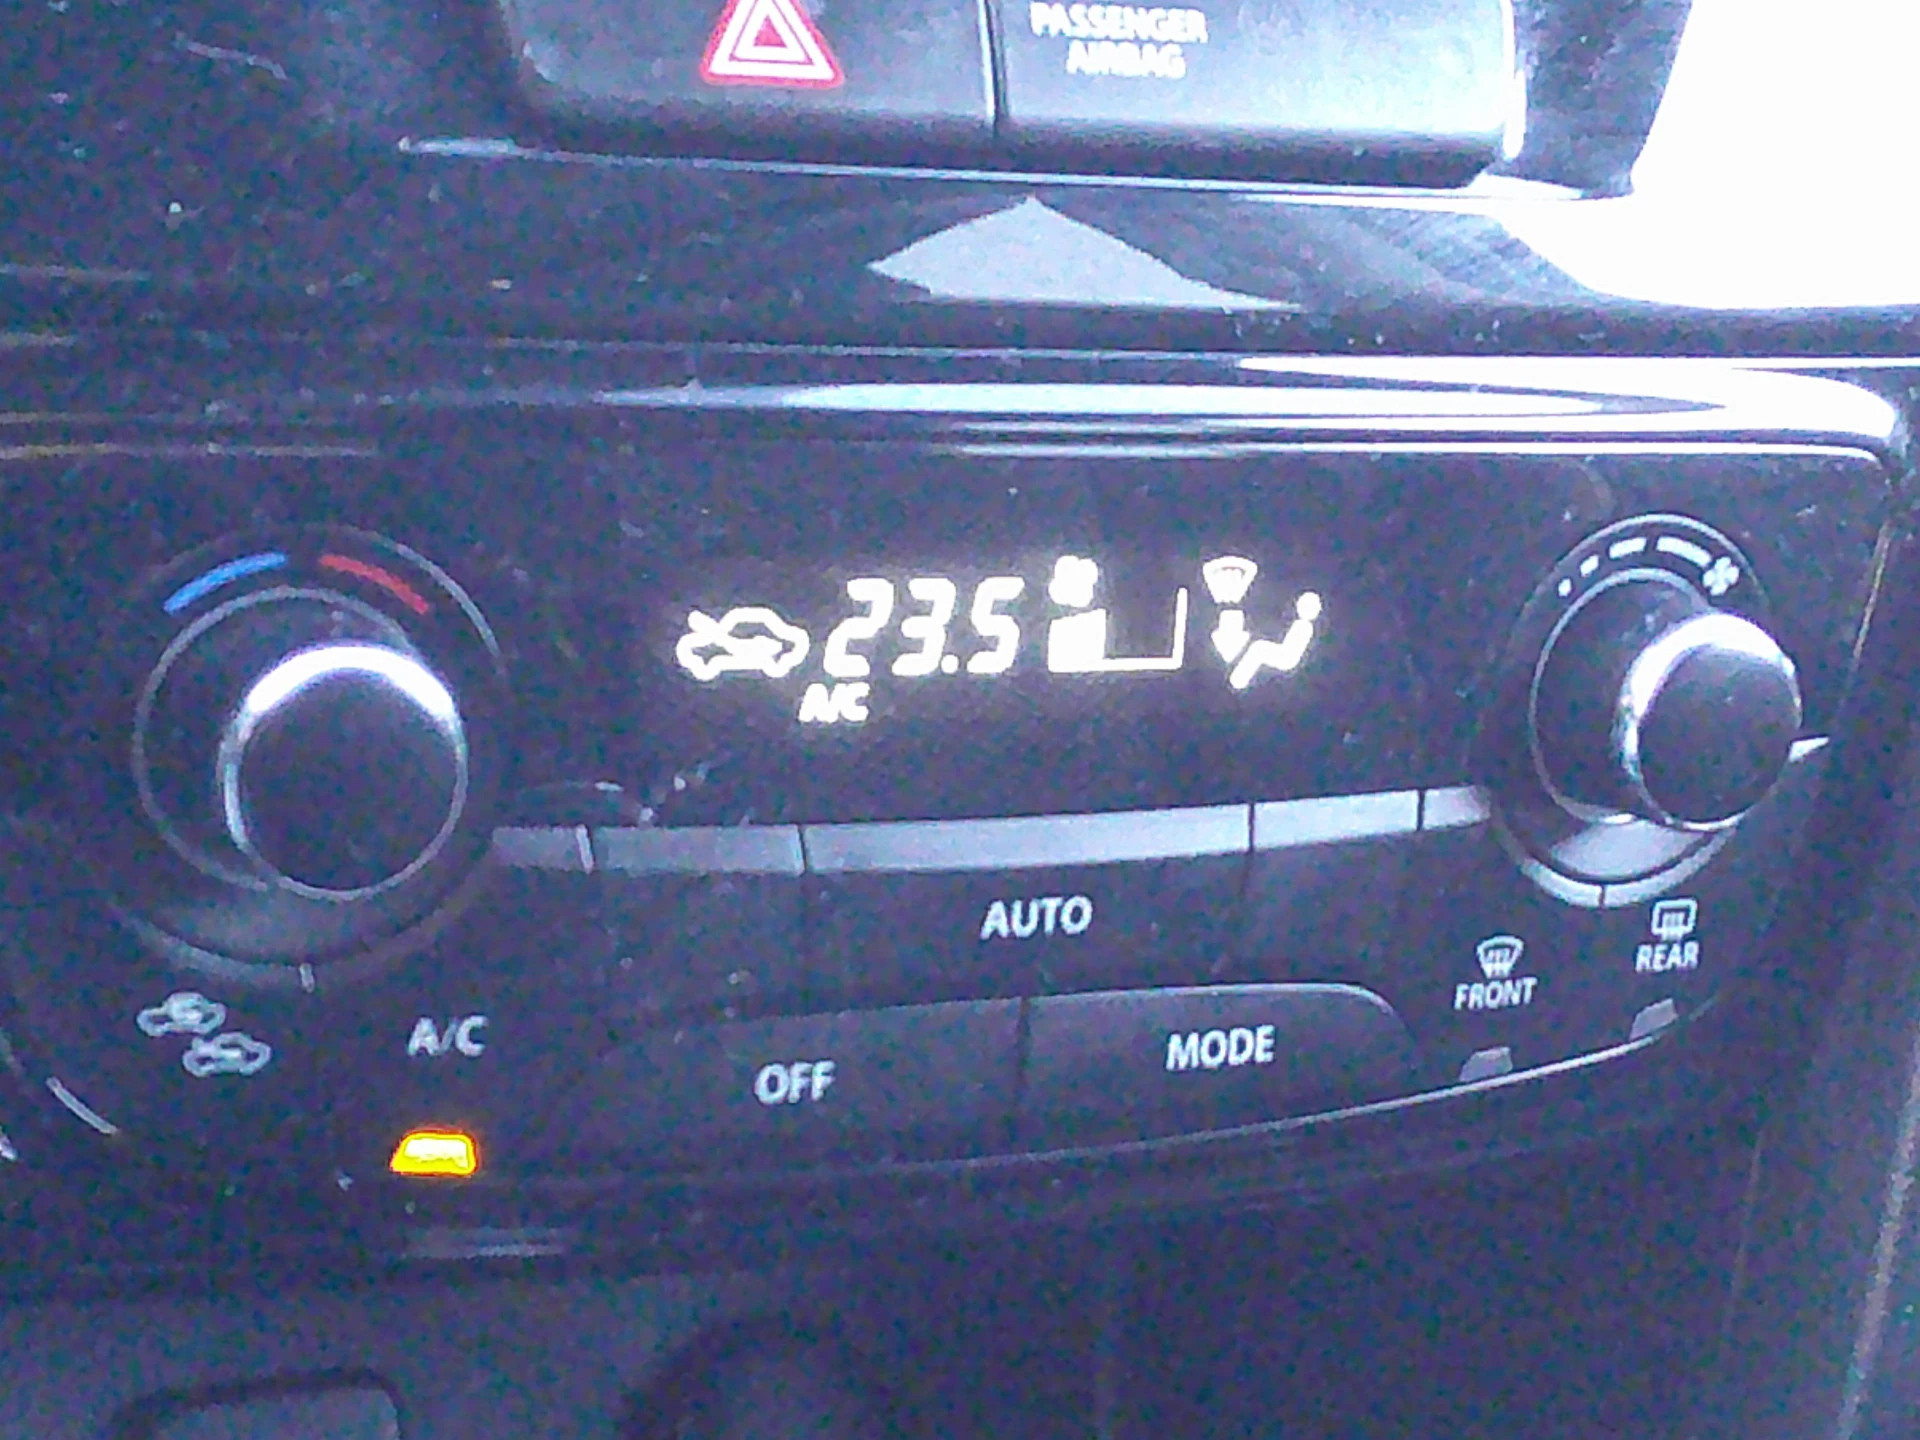 PASSENGER
AIRBAG
23.5
A/C
AUTO
REAR
FRONT
A/C
MODE
OFF